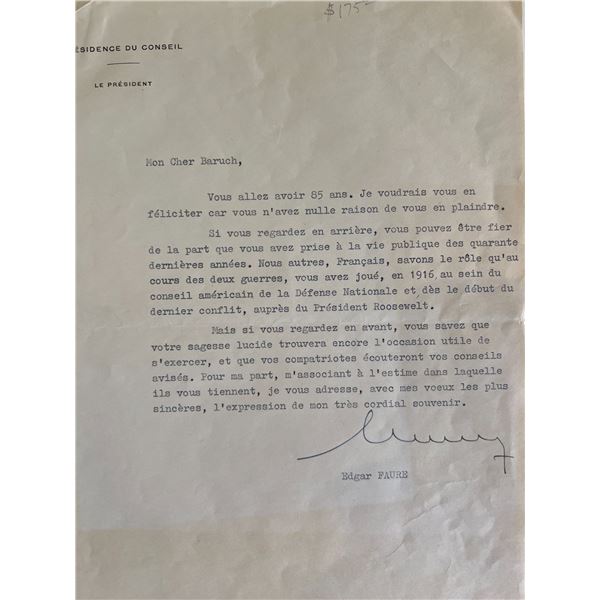 $175-
ÉSIDENCE DU CONSEIL
LE PRÉSIDENT
Mon Cher Baruch,
Vous allez avoir 85 ans. Je voudrais vous en
féliciter car vous n'avez nulle raison de vous en plaindre.
Si vous regardez en arrière, vous pouvez être fier
de la part que vous avez prise à la vie publique des quarante
dernières années. Nous autres, Français, savons le rôle qu'au
cours des deux guerres, vous avez joué, en 1916, au sein du
conseil américain de la Défense Nationale et dès le début du
dernier conflit, auprès du Président Roosewelt.
Mais si vous regardez en avant, vous savez que
votre sagesse lucide trouvera encore l'occasion utile de
s'exercer, et que vos compatriotes écouteront vos conseils
avisés. Pour ma part, m'associant à l'estime dans laquelle
ils vous tiennent, je vous adresse, avec mes voeux les plus
sincères, l'expression de mon très cordial souvenir.
Edgar FAURE